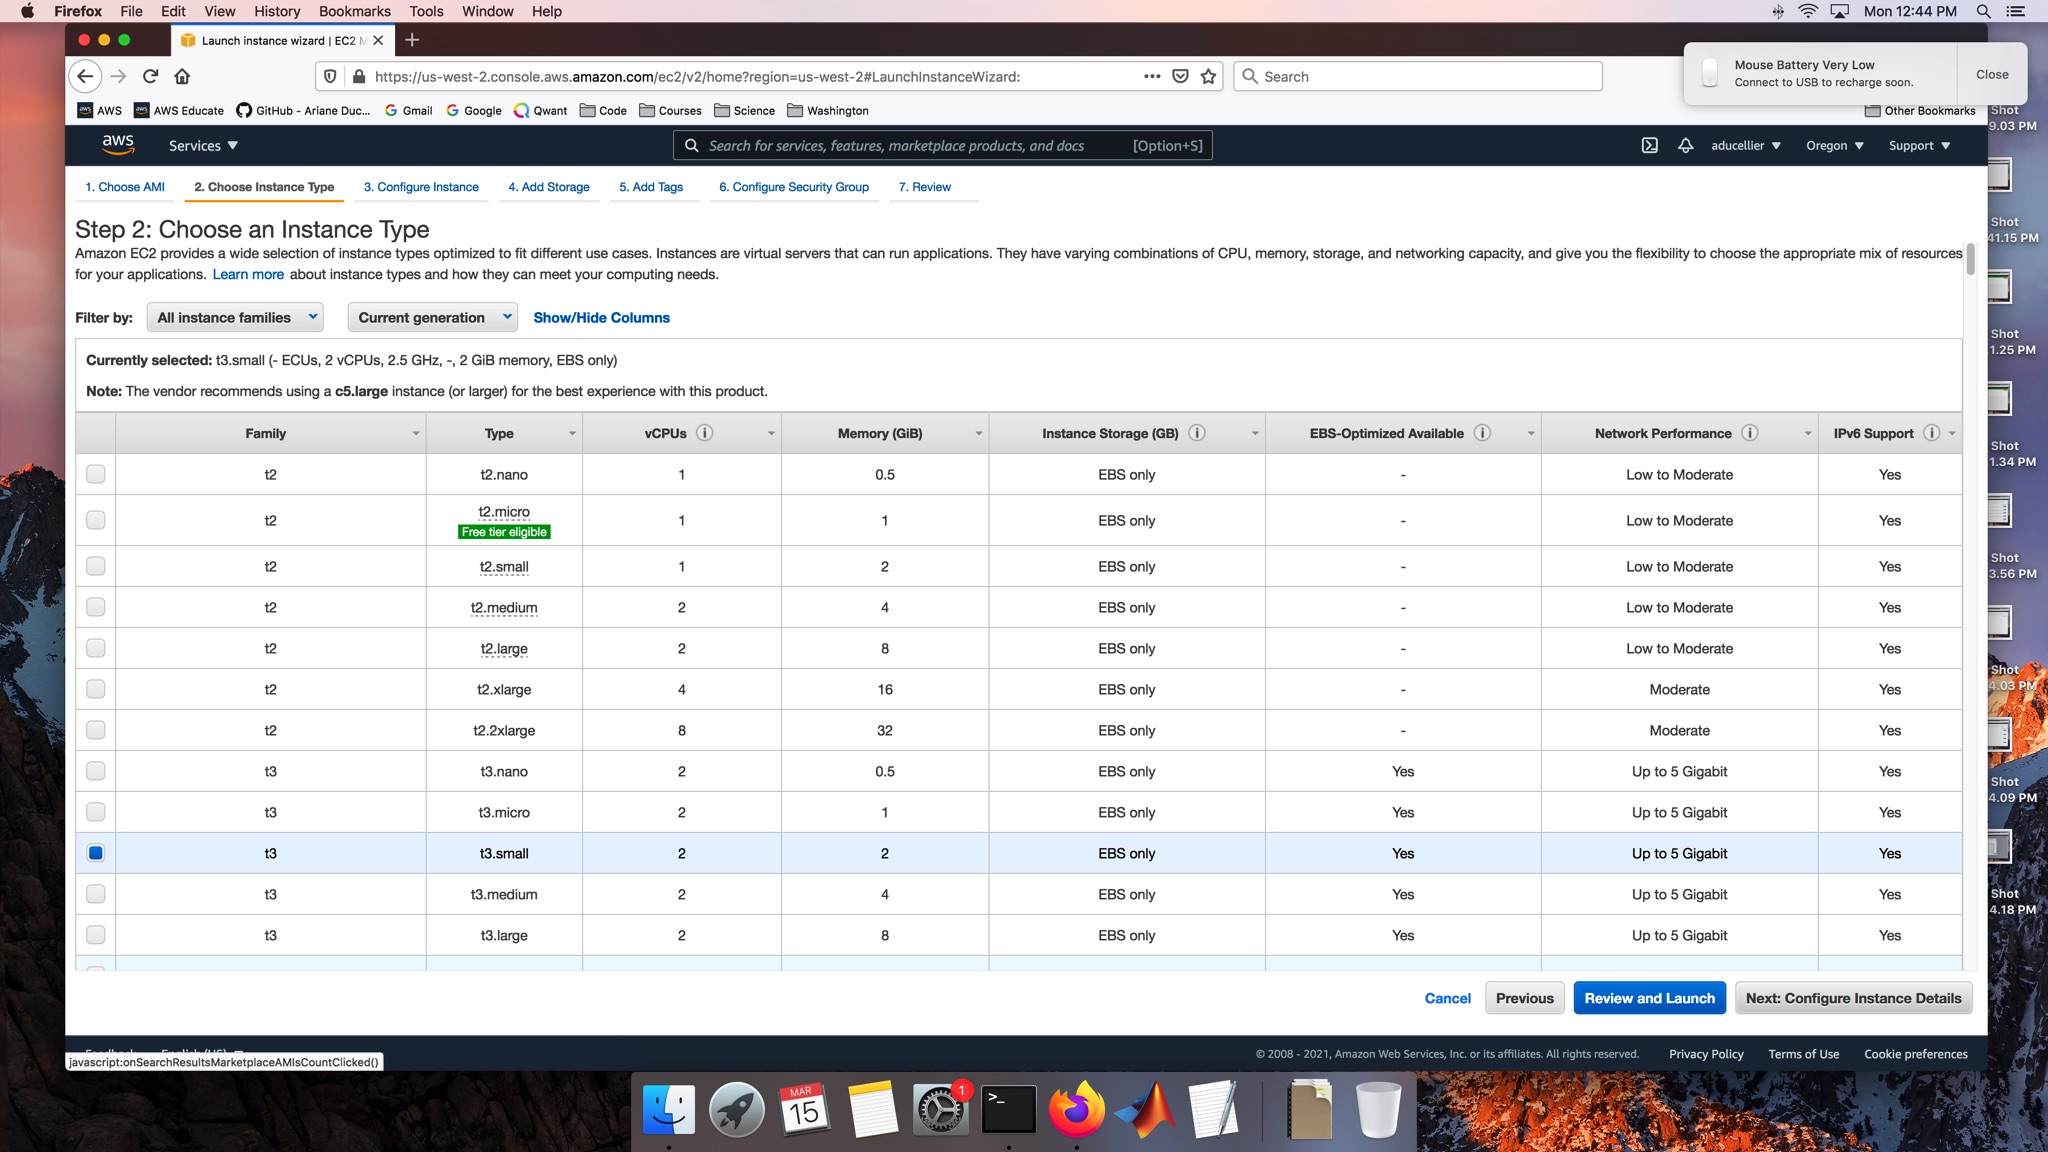 Firefox File Edit View History Bookmarks Tools Window Help
Mon 12:44 PM
Launch instance wizard | EC2 M
https://us-west-2.console.aws.amazon.com/ec2/v2/home?region=us-west-2#LaunchInstanceWizard:
Search
Mouse Battery Very Low
Connect to USB to recharge soon.
Close
AWS AWS Educate GitHub - Ariane Duc... Gmail Google Qwant Code Courses Science Washington Other Bookmarks
aws Services Search for services, features, marketplace products, and docs [Option+S] aducellier Oregon Support
1. Choose AMI 2. Choose Instance Type 3. Configure Instance 4. Add Storage 5. Add Tags 6. Configure Security Group 7. Review
Step 2: Choose an Instance Type
Amazon EC2 provides a wide selection of instance types optimized to fit different use cases. Instances are virtual servers that can run applications. They have varying combinations of CPU, memory, storage, and networking capacity, and give you the flexibility to choose the appropriate mix of resources
for your applications. Learn more about instance types and how they can meet your computing needs.
Filter by: All instance families Current generation Show/Hide Columns
Currently selected: t3.small (- ECUs, 2 vCPUs, 2.5 GHz, -, 2 GiB memory, EBS only)
Note: The vendor recommends using a c5.large instance (or larger) for the best experience with this product.
Family Type vCPUs Memory (GiB) Instance Storage (GB) EBS-Optimized Available Network Performance IPv6 Support
t2 t2.nano 1 0.5 EBS only - Low to Moderate Yes
t2 t2.micro 1 1 EBS only - Low to Moderate Yes
Free tier eligible
t2 t2.small 1 2 EBS only - Low to Moderate Yes
t2 t2.medium 2 4 EBS only - Low to Moderate Yes
t2 t2.large 2 8 EBS only - Low to Moderate Yes
t2 t2.xlarge 4 16 EBS only - Moderate Yes
t2 t2.2xlarge 8 32 EBS only - Moderate Yes
t3 t3.nano 2 0.5 EBS only Yes Up to 5 Gigabit Yes
t3 t3.micro 2 1 EBS only Yes Up to 5 Gigabit Yes
t3 t3.small 2 2 EBS only Yes Up to 5 Gigabit Yes
t3 t3.medium 2 4 EBS only Yes Up to 5 Gigabit Yes
t3 t3.large 2 8 EBS only Yes Up to 5 Gigabit Yes
Cancel Previous Review and Launch Next: Configure Instance Details
© 2008 - 2021, Amazon Web Services, Inc. or its affiliates. All rights reserved. Privacy Policy Terms of Use Cookie preferences
javascript:onSearchResultsMarketplaceAMIsCountClicked()
Shot
9.03 PM
Shot
41.15 PM
Shot
1.25 PM
Shot
1.34 PM
Shot
3.56 PM
Shot
4.03 PM
Shot
4.09 PM
Shot
4.18 PM
MAR
15
1